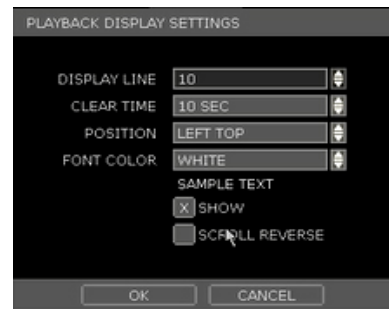 PLAYBACK DISPLAY SETTINGS
DISPLAY LINE 10
CLEAR TIME 10 SEC
POSITION LEFT TOP
FONT COLOR WHITE
SAMPLE TEXT
X SHOW
SCROLL REVERSE
OK CANCEL